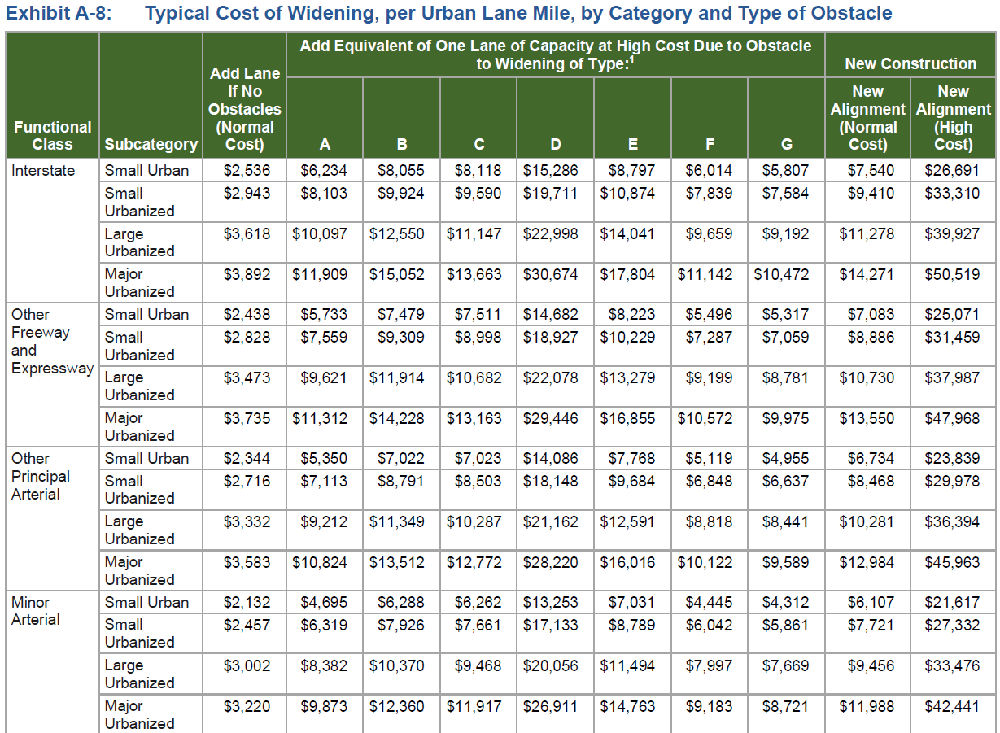 Exhibit A-8: Typical Cost of Widening, per Urban Lane Mile, by Category and Type of Obstacle
Functional Class
Subcategory
Add Lane If No Obstacles (Normal Cost)
Add Equivalent of One Lane of Capacity at High Cost Due to Obstacle
to Widening of Type:1
A B C D E F G
New Construction
New Alignment (Normal Cost)
New Alignment (High Cost)
Interstate
Small Urban $2,536 $6,234 $8,055 $8,118 $15,286 $8,797 $6,014 $5,807 $7,540 $26,691
Small Urbanized $2,943 $8,103 $9,924 $9,590 $19,711 $10,874 $7,839 $7,584 $9,410 $33,310
Large Urbanized $3,618 $10,097 $12,550 $11,147 $22,998 $14,041 $9,659 $9,192 $11,278 $39,927
Major Urbanized $3,892 $11,909 $15,052 $13,663 $30,674 $17,804 $11,142 $10,472 $14,271 $50,519
Other Freeway and Expressway
Small Urban $2,438 $5,733 $7,479 $7,511 $14,682 $8,223 $5,496 $5,317 $7,083 $25,071
Small Urbanized $2,828 $7,559 $9,309 $8,998 $18,927 $10,229 $7,287 $7,059 $8,886 $31,459
Large Urbanized $3,473 $9,621 $11,914 $10,682 $22,078 $13,279 $9,199 $8,781 $10,730 $37,987
Major Urbanized $3,735 $11,312 $14,228 $13,163 $29,446 $16,855 $10,572 $9,975 $13,550 $47,968
Other Principal Arterial
Small Urban $2,344 $5,350 $7,022 $7,023 $14,086 $7,768 $5,119 $4,955 $6,734 $23,839
Small Urbanized $2,716 $7,113 $8,791 $8,503 $18,148 $9,684 $6,848 $6,637 $8,468 $29,978
Large Urbanized $3,332 $9,212 $11,349 $10,287 $21,162 $12,591 $8,818 $8,441 $10,281 $36,394
Major Urbanized $3,583 $10,824 $13,512 $12,772 $28,220 $16,016 $10,122 $9,589 $12,984 $45,963
Minor Arterial
Small Urban $2,132 $4,695 $6,288 $6,262 $13,253 $7,031 $4,445 $4,312 $6,107 $21,617
Small Urbanized $2,457 $6,319 $7,926 $7,661 $17,133 $8,789 $6,042 $5,861 $7,721 $27,332
Large Urbanized $3,002 $8,382 $10,370 $9,468 $20,056 $11,494 $7,997 $7,669 $9,456 $33,476
Major Urbanized $3,220 $9,873 $12,360 $11,917 $26,911 $14,763 $9,183 $8,721 $11,988 $42,441